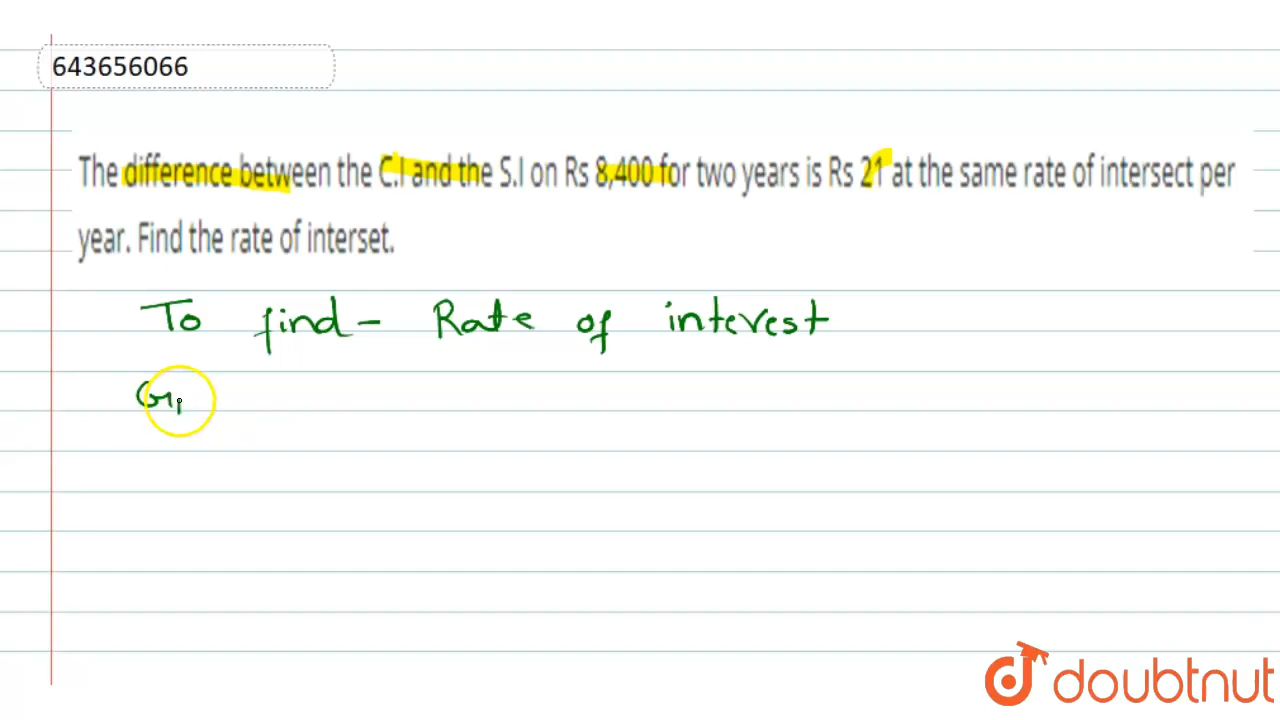 643656066
The difference between the C.I and the S.I on Rs 8,400 for two years is Rs 21 at the same rate of intersect per
year. Find the rate of interset.
To find - Rate of interest
Gi
doubtnut